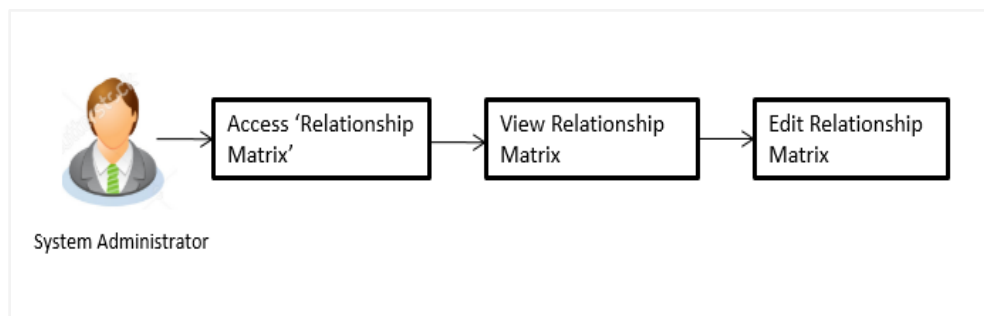 Access ‘Relationship
Matrix’
View Relationship
Matrix
Edit Relationship
Matrix
System Administrator